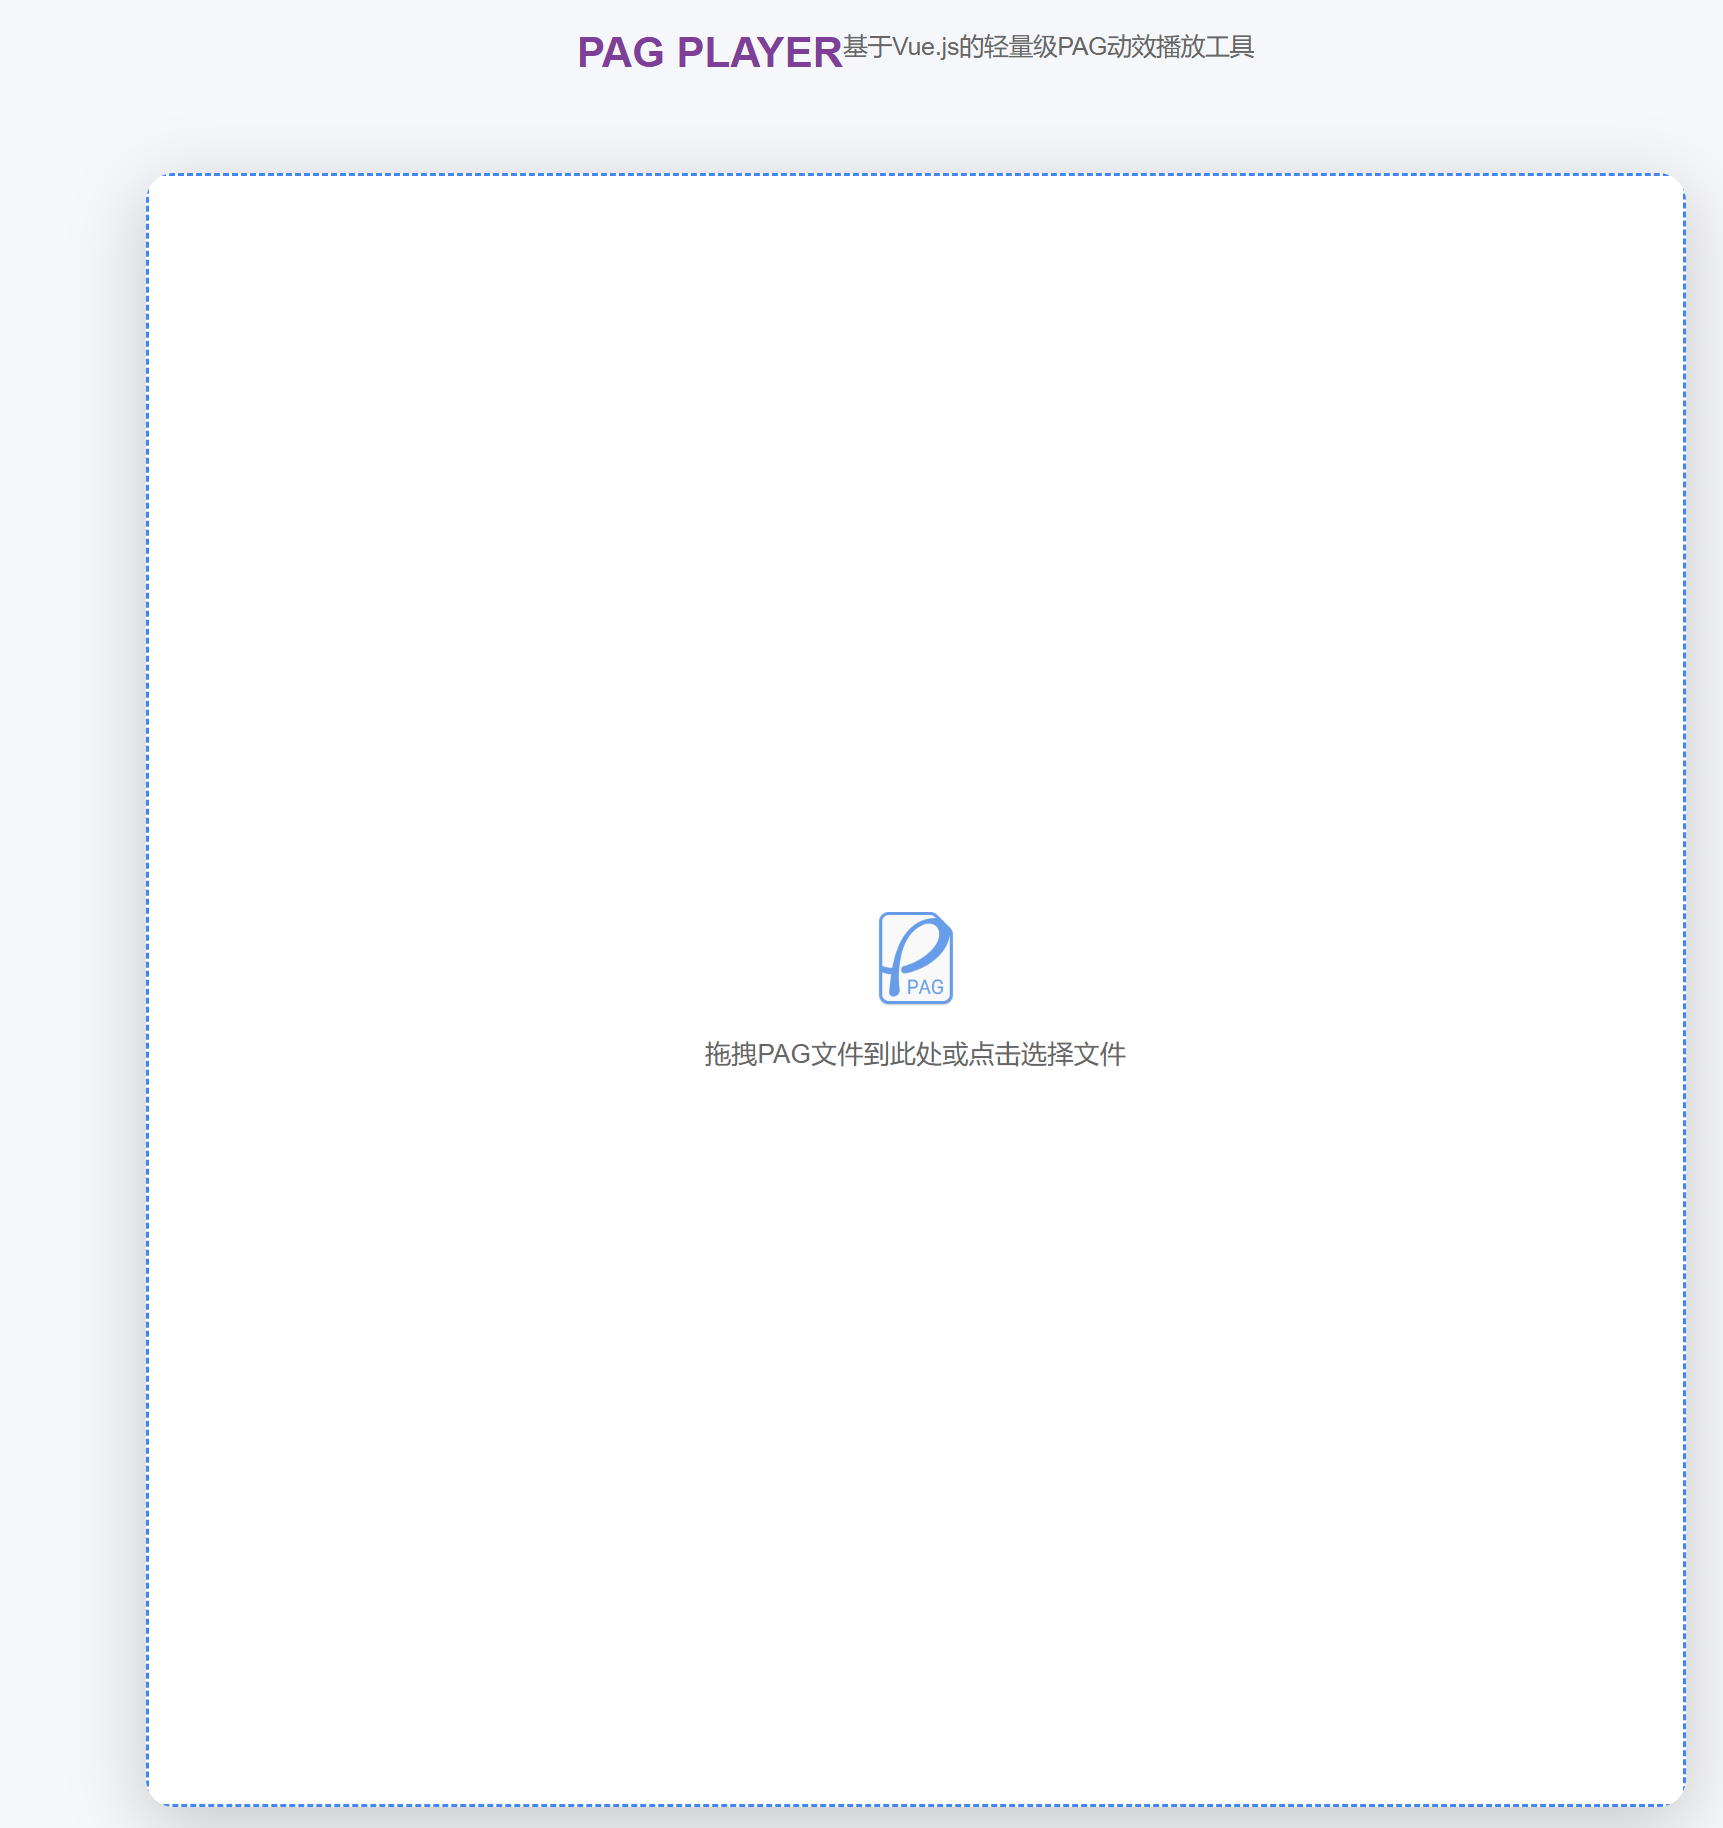 PAG PLAYER基于Vue.js的轻量级PAG动效播放工具
PAG
拖拽PAG文件到此处或点击选择文件